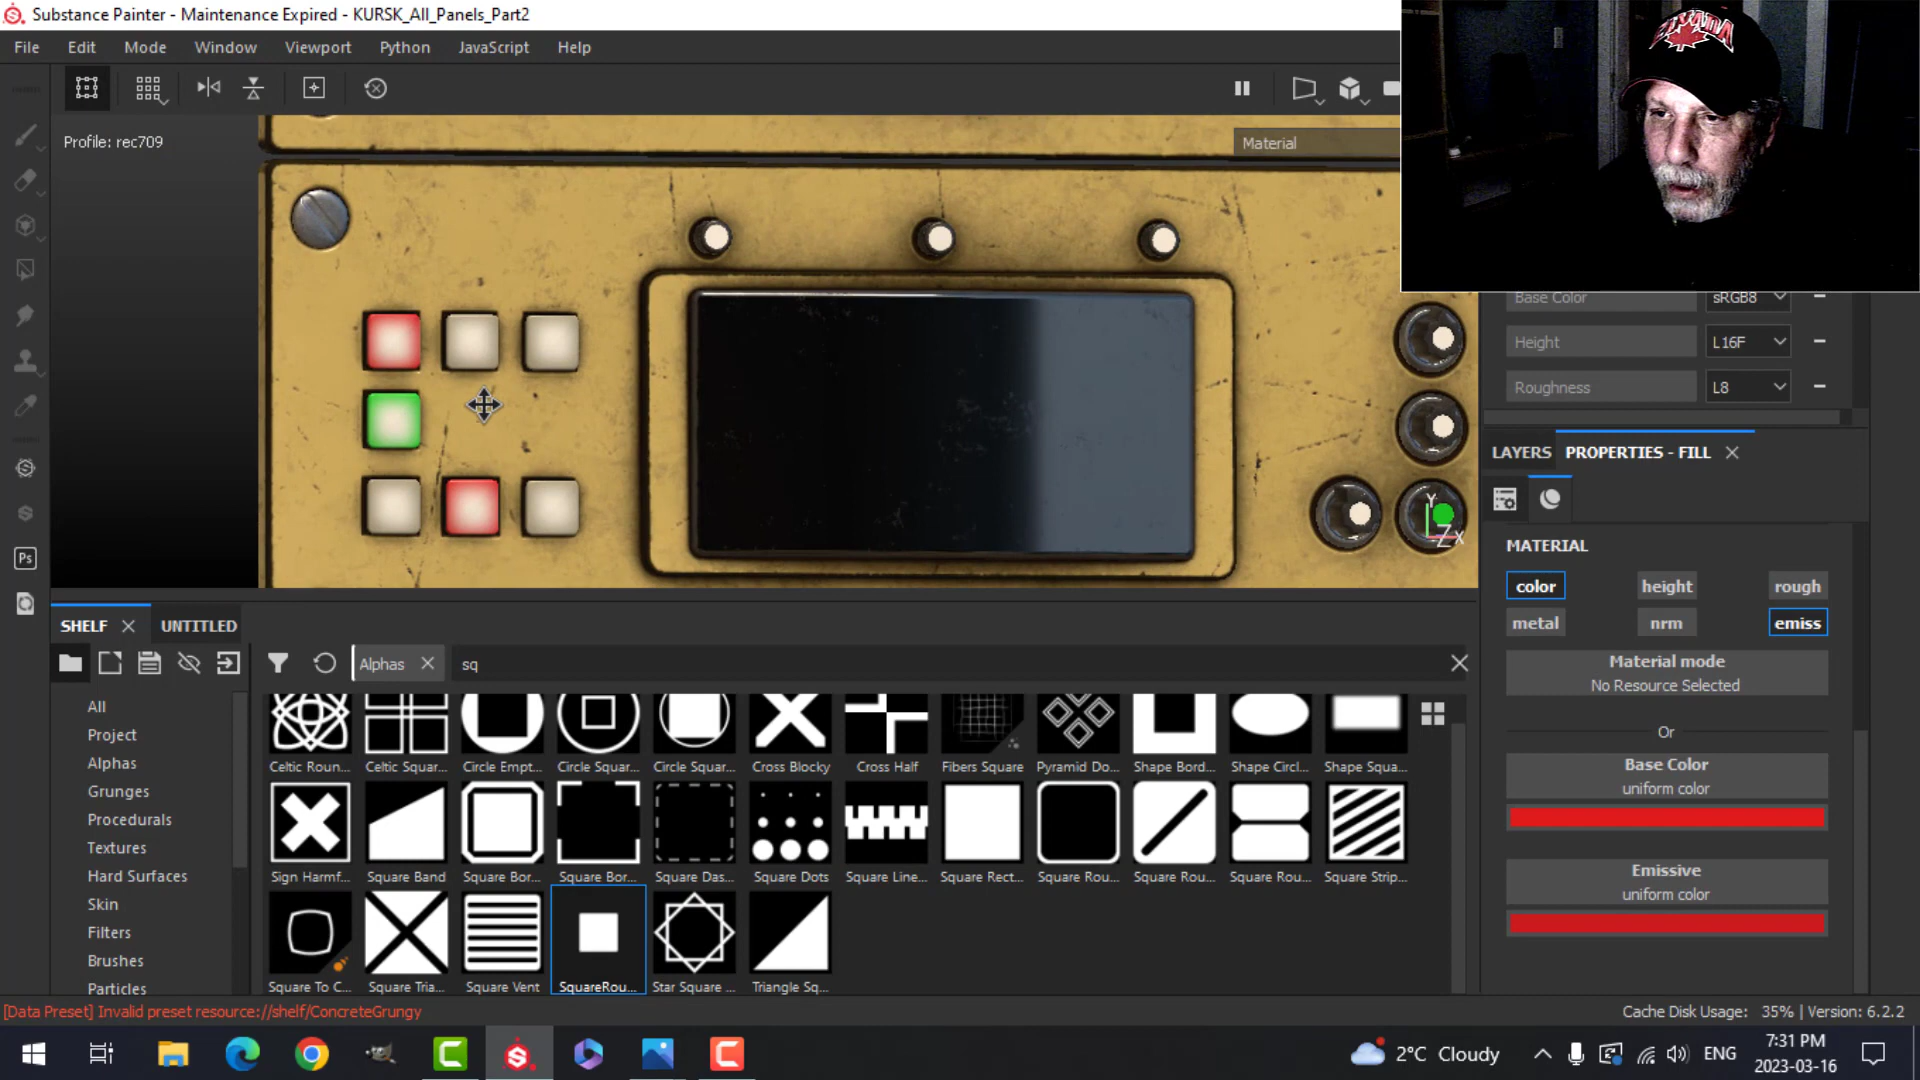 Substance Painter - Maintenance Expired - KURSK_All_Panels_Part2
File Edit Mode Window Viewport Python JavaScript Help
Profile: rec709
Material
Base Color sRGB8
Height L16F
Roughness L8
LAYERS PROPERTIES - FILL
MATERIAL
color height rough
metal nrm emiss
Material mode
No Resource Selected
Or
Base Color
uniform color
Emissive
uniform color
Y
Z X
SHELF UNTITLED
Alphas sq
All
Project
Alphas
Grunges
Procedurals
Textures
Hard Surfaces
Skin
Filters
Brushes
Particles
Celtic Roun... Celtic Squar... Circle Empt... Circle Squar... Circle Squar... Cross Blocky Cross Half Fibers Square Pyramid Do... Shape Bord... Shape Circl... Shape Squa...
Sign Harmf... Square Band Square Bor... Square Bor... Square Das... Square Dots Square Line... Square Rect... Square Rou... Square Rou... Square Rou... Square Strip...
Square To C... Square Tria... Square Vent SquareRou... Star Square ... Triangle Sq...
Ps
[Data Preset] Invalid preset resource://shelf/ConcreteGrungy
Cache Disk Usage: 35% | Version: 6.2.2
2°C Cloudy
ENG
7:31 PM
2023-03-16